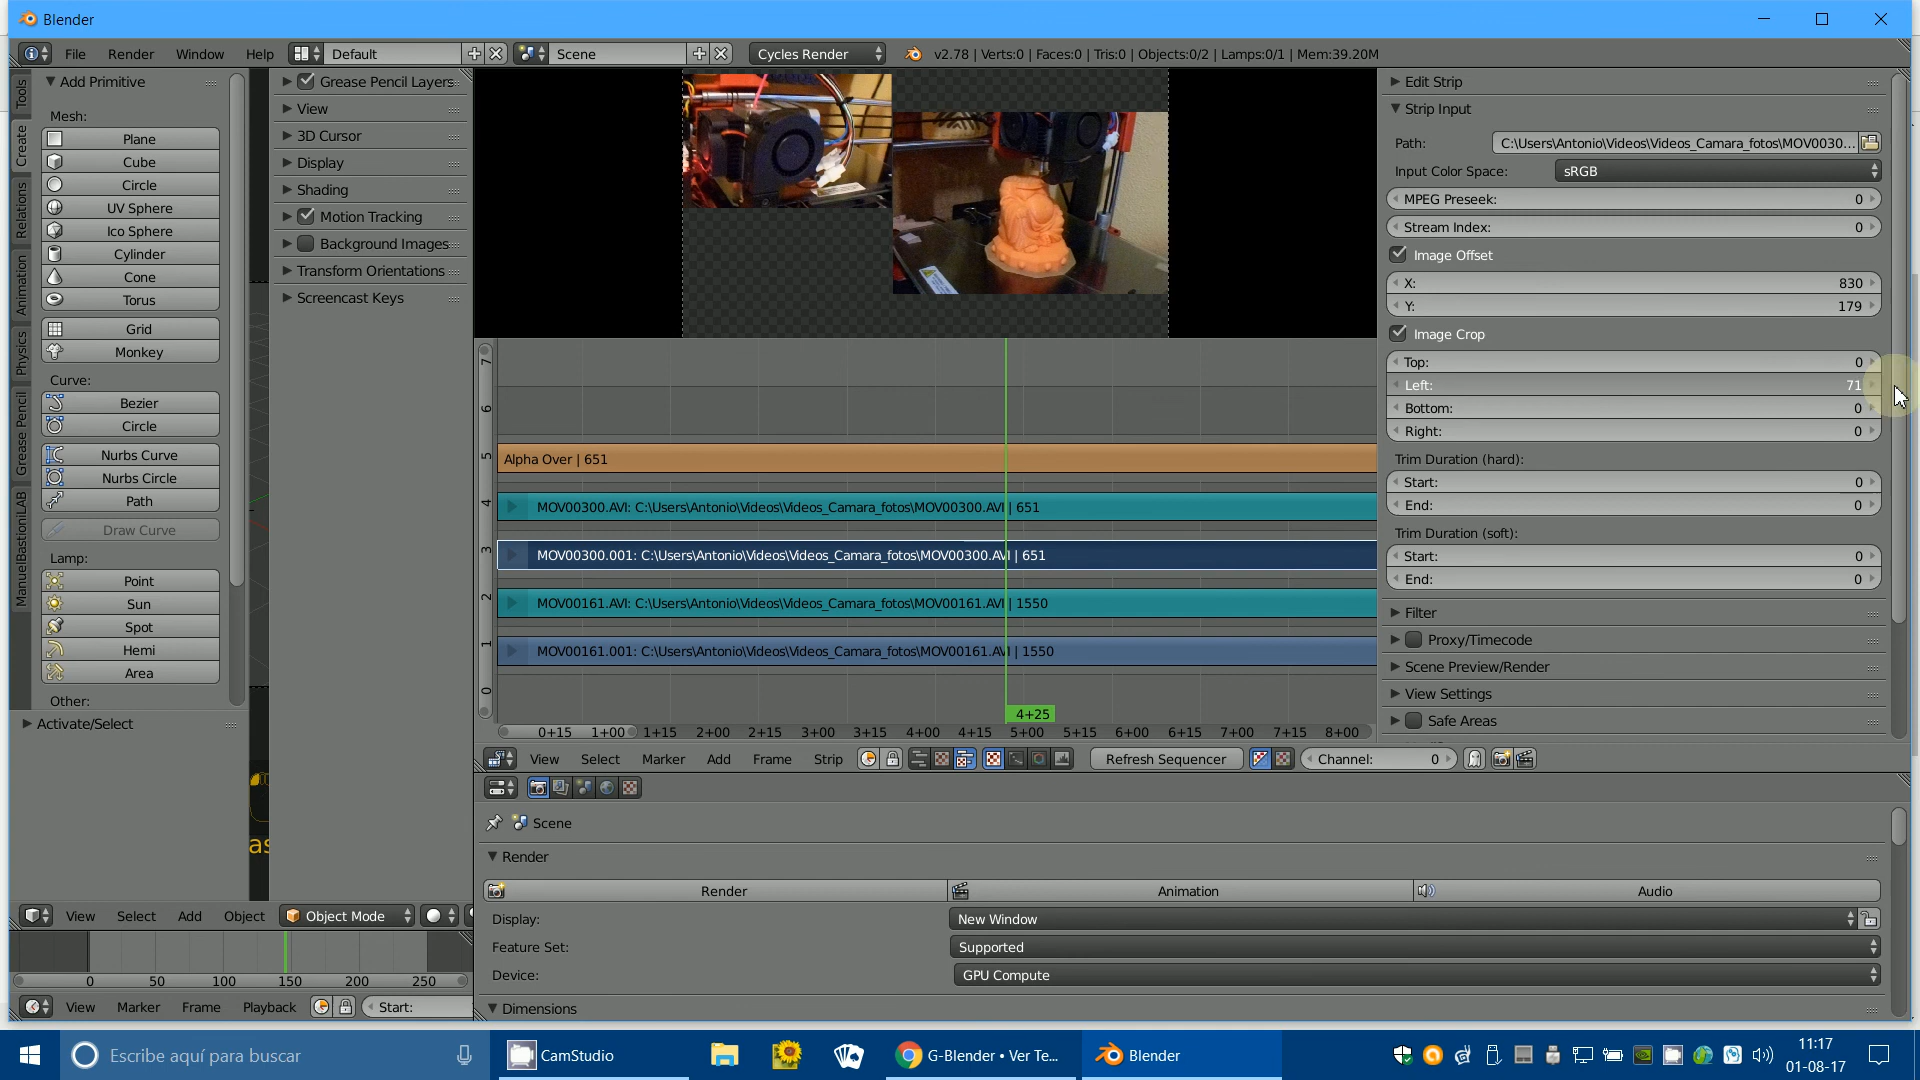 Blender
File Render Window Help Default Scene Cycles Render v2.78 | Verts:0 | Faces:0 | Tris:0 | Objects:0/2 | Lamps:0/1 | Mem:39.20M
Tools
Create
Relations
Animation
Physics
Grease Pencil
ManuelBastioniLAB
Add Primitive
Mesh:
Plane
Cube
Circle
UV Sphere
Ico Sphere
Cylinder
Cone
Torus
Grid
Monkey
Curve:
Bezier
Circle
Nurbs Curve
Nurbs Circle
Path
Draw Curve
Lamp:
Point
Sun
Spot
Hemi
Area
Other:
Activate/Select
Grease Pencil Layers
View
3D Cursor
Display
Shading
Motion Tracking
Background Images
Transform Orientations
Screencast Keys
as
View Select Add Object Object Mode
0 50 100 150 200 250
View Marker Frame Playback Start:
7
6
5
4
3
2
1
0
Alpha Over | 651
MOV00300.AVI: C:\Users\Antonio\Videos\Videos_Camara_fotos\MOV00300.AVI | 651
MOV00300.001: C:\Users\Antonio\Videos\Videos_Camara_fotos\MOV00300.AVI | 651
MOV00161.AVI: C:\Users\Antonio\Videos\Videos_Camara_fotos\MOV00161.AVI | 1550
MOV00161.001: C:\Users\Antonio\Videos\Videos_Camara_fotos\MOV00161.AVI | 1550
4+25
0+15 1+00 1+15 2+00 2+15 3+00 3+15 4+00 4+15 5+00 5+15 6+00 6+15 7+00 7+15 8+00
View Select Marker Add Frame Strip Refresh Sequencer Channel: 0
Edit Strip
Strip Input
Path: C:\Users\Antonio\Videos\Videos_Camara_fotos\MOV0030...
Input Color Space: sRGB
MPEG Preseek: 0
Stream Index: 0
Image Offset
X: 830
Y: 179
Image Crop
Top: 0
Left: 71
Bottom: 0
Right: 0
Trim Duration (hard):
Start: 0
End: 0
Trim Duration (soft):
Start: 0
End: 0
Filter
Proxy/Timecode
Scene Preview/Render
View Settings
Safe Areas
Scene
Render
Render Animation Audio
Display: New Window
Feature Set: Supported
Device: GPU Compute
Dimensions
Escribe aquí para buscar
CamStudio
G-Blender • Ver Te...
Blender
11:17
01-08-17